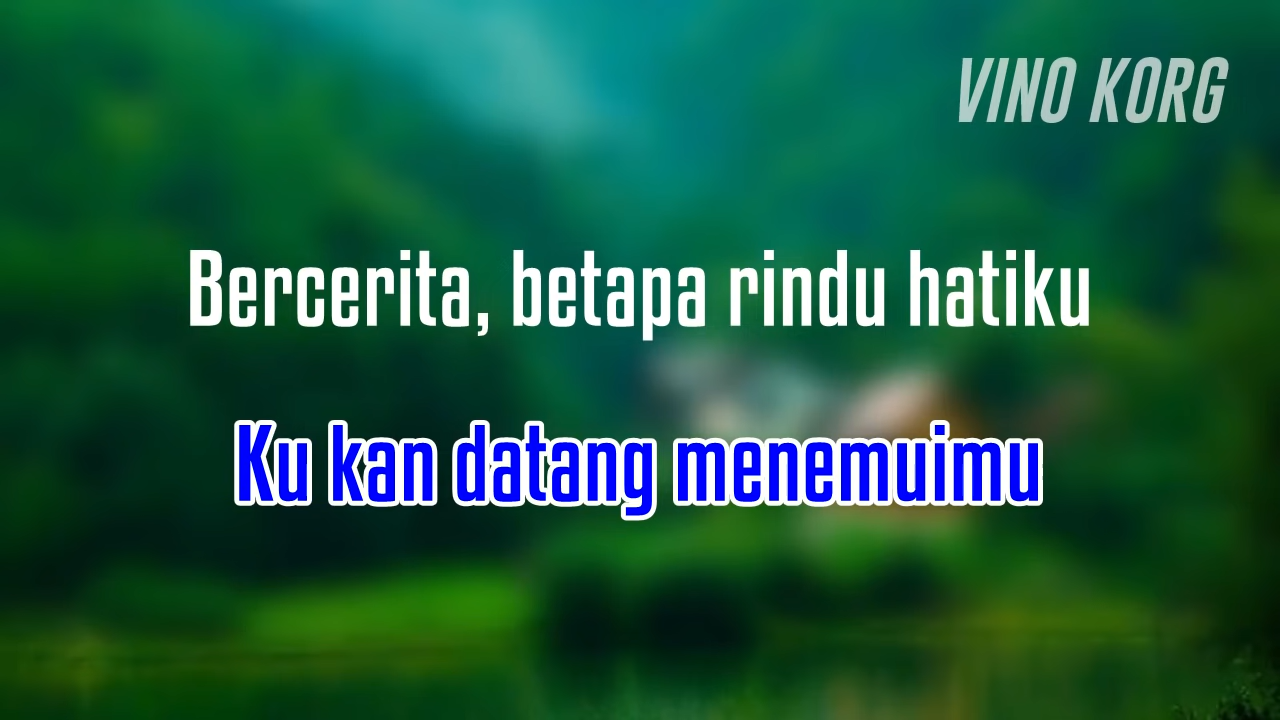 VINO KORG
Bercerita, betapa rindu hatiku
Ku kan datang menemuimu